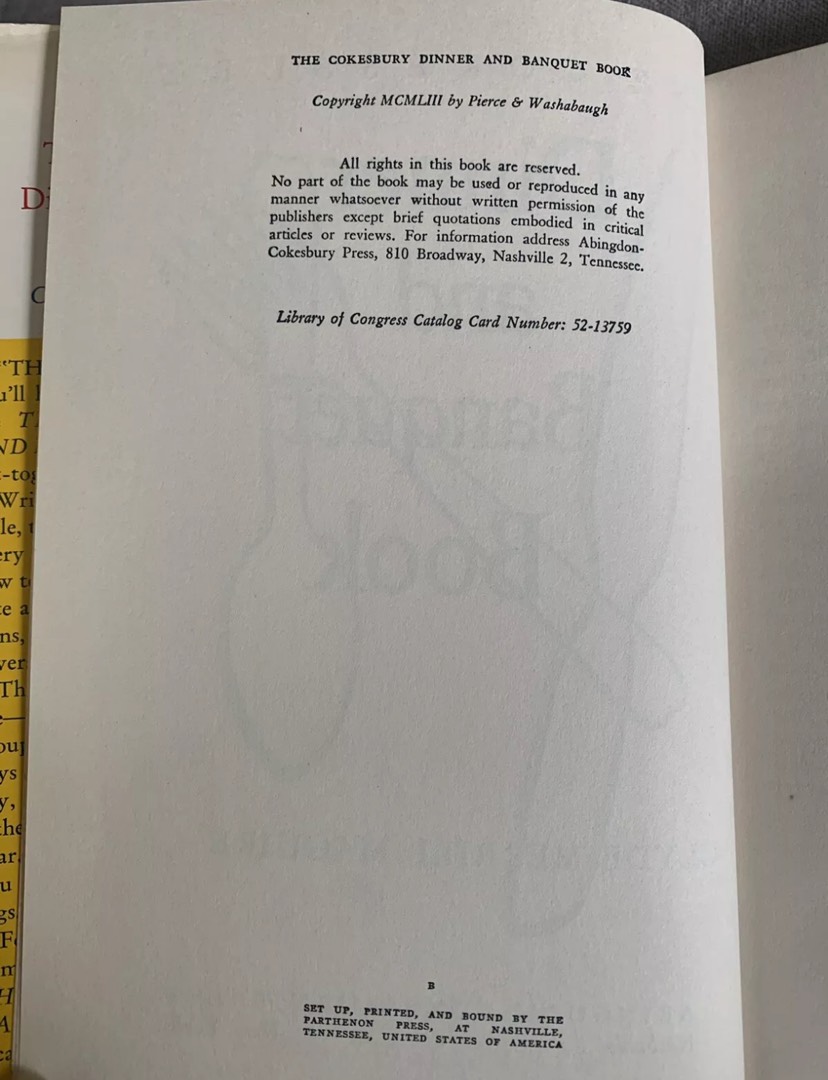 THE COKESBURY DINNER AND BANQUET BOOK
Copyright MCMLIII by Pierce & Washabaugh
All rights in this book are reserved.
No part of the book may be used or reproduced in any
manner whatsoever without written permission of the
publishers except brief quotations embodied in critical
articles or reviews. For information address Abingdon-
Cokesbury Press, 810 Broadway, Nashville 2, Tennessee.
Library of Congress Catalog Card Number: 52-13759
B
SET UP, PRINTED, AND BOUND BY THE
PARTHENON PRESS, AT NASHVILLE,
TENNESSEE, UNITED STATES OF AMERICA